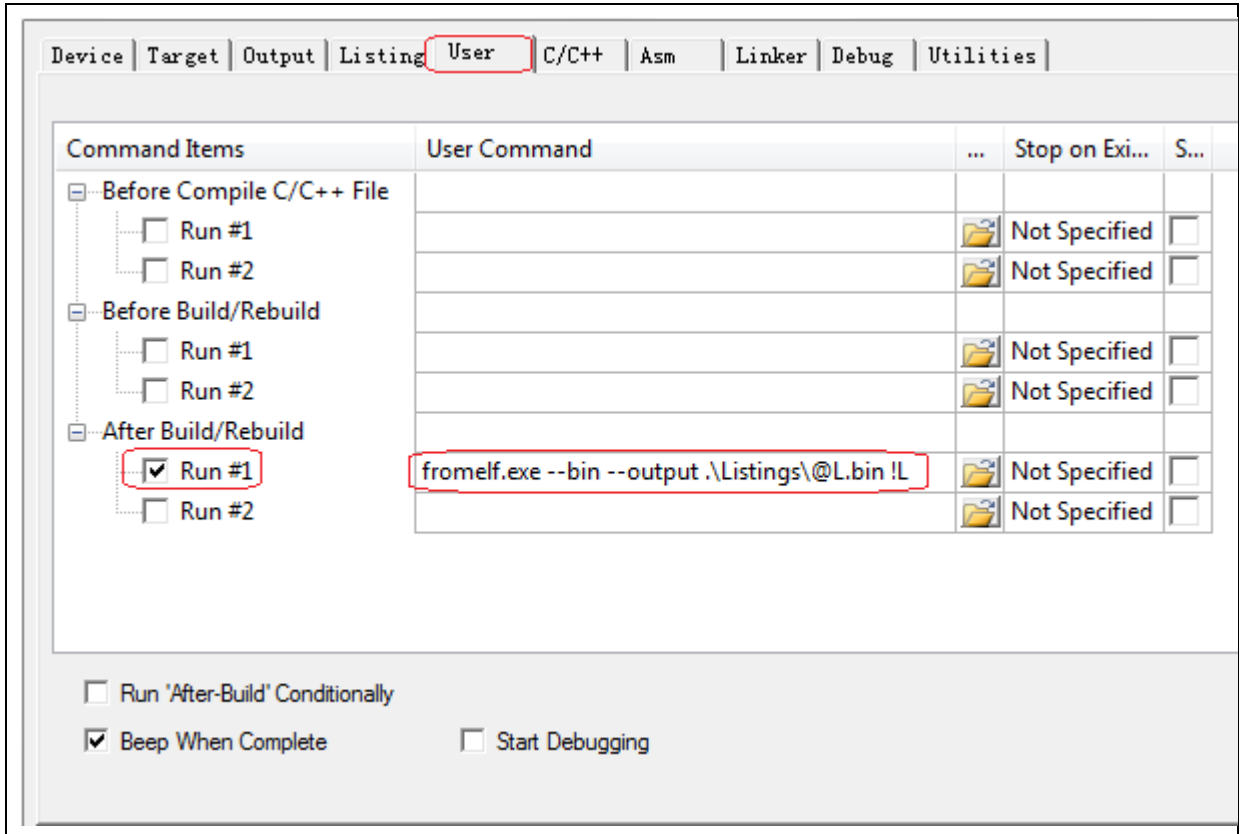 Device Target Output Listing User C/C++ Asm Linker Debug Utilities
Command Items User Command ... Stop on Exi... S...
Before Compile C/C++ File
Run #1 Not Specified
Run #2 Not Specified
Before Build/Rebuild
Run #1 Not Specified
Run #2 Not Specified
After Build/Rebuild
Run #1 fromelf.exe --bin --output .\Listings\@L.bin !L Not Specified
Run #2 Not Specified
Run 'After-Build' Conditionally
Beep When Complete Start Debugging